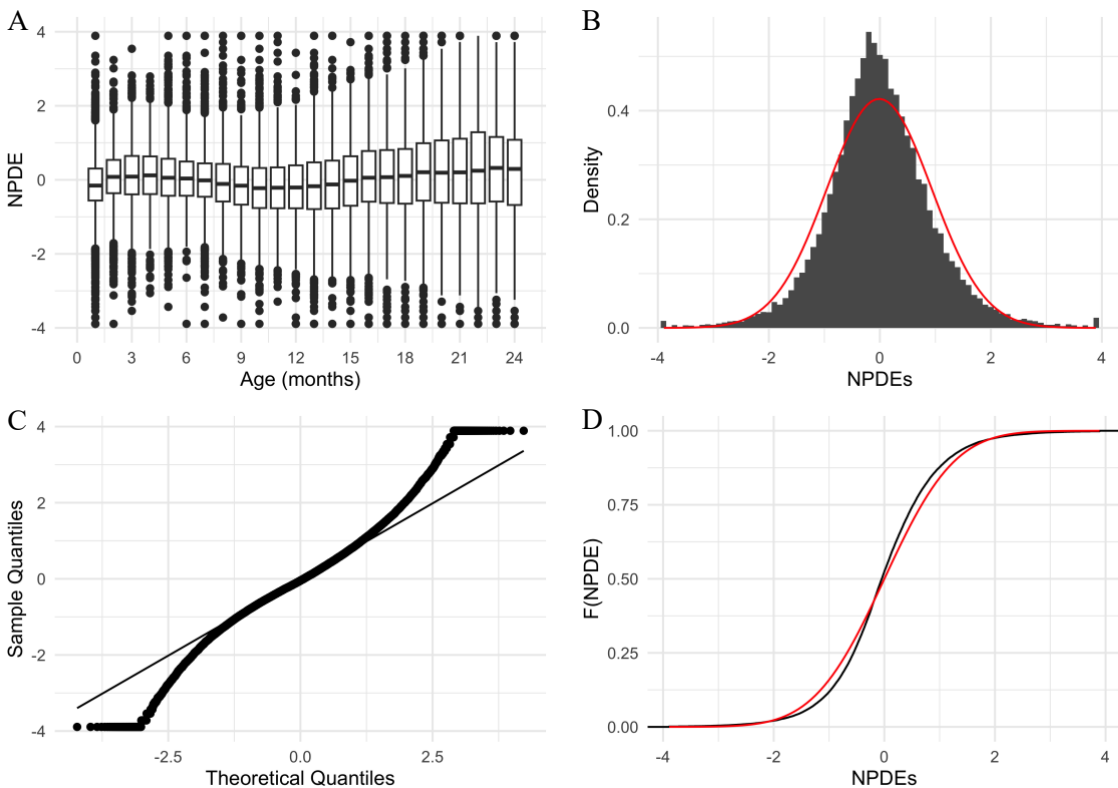 A
4
2
0
-2
-4
NPDE
0 3 6 9 12 15 18 21 24
Age (months)
B
0.4
0.2
0.0
Density
-4 -2 0 2 4
NPDEs
C
4
2
0
-2
-4
Sample Quantiles
-2.5 0.0 2.5
Theoretical Quantiles
D
1.00
0.75
0.50
0.25
0.00
F(NPDE)
-4 -2 0 2 4
NPDEs